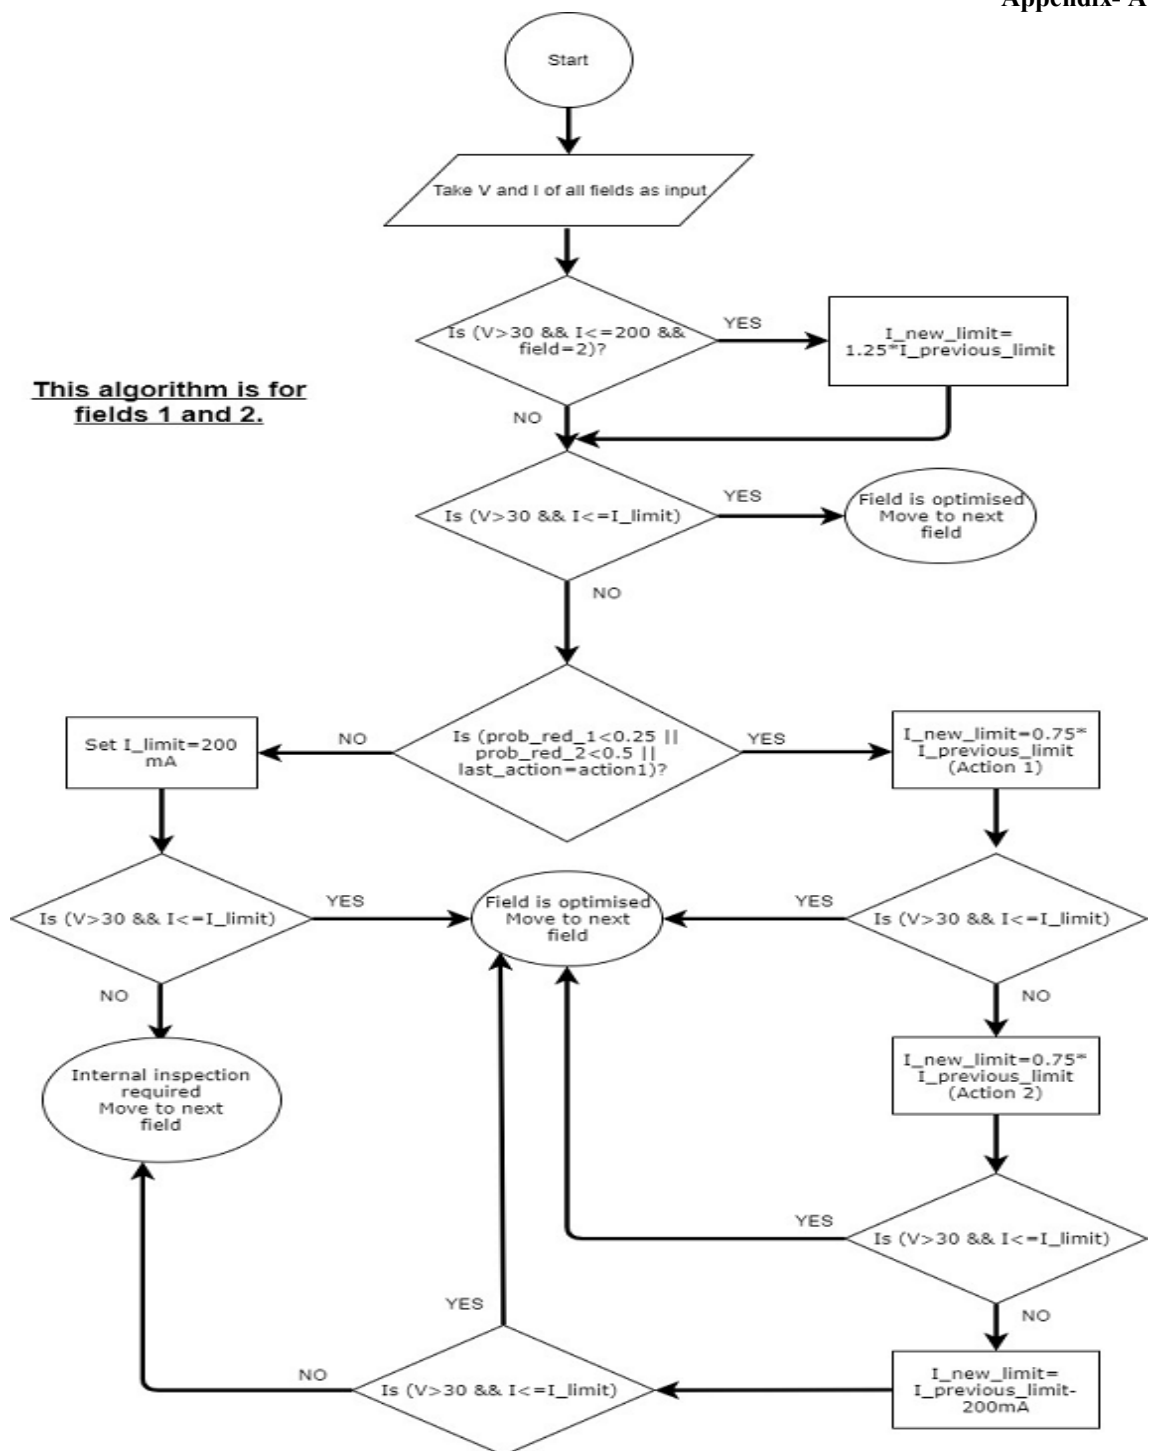 Appendix- A
Start
Take V and I of all fields as input
Is (V>30 && I<=200 &&
field=2)?
YES
I_new_limit=
1.25*I_previous_limit
This algorithm is for
fields 1 and 2.
NO
Is (V>30 && I<=I_limit)
YES
Field is optimised
Move to next
field
NO
Is (prob_red_1<0.25 ||
prob_red_2<0.5 ||
last_action=action1)?
NO
Set I_limit=200
mA
YES
I_new_limit=0.75*
I_previous_limit
(Action 1)
Is (V>30 && I<=I_limit)
YES
Field is optimised
Move to next
field
YES
Is (V>30 && I<=I_limit)
NO
Internal inspection
required
Move to next
field
NO
I_new_limit=0.75*
I_previous_limit
(Action 2)
YES
Is (V>30 && I<=I_limit)
NO
I_new_limit=
I_previous_limit-
200mA
YES
NO
Is (V>30 && I<=I_limit)